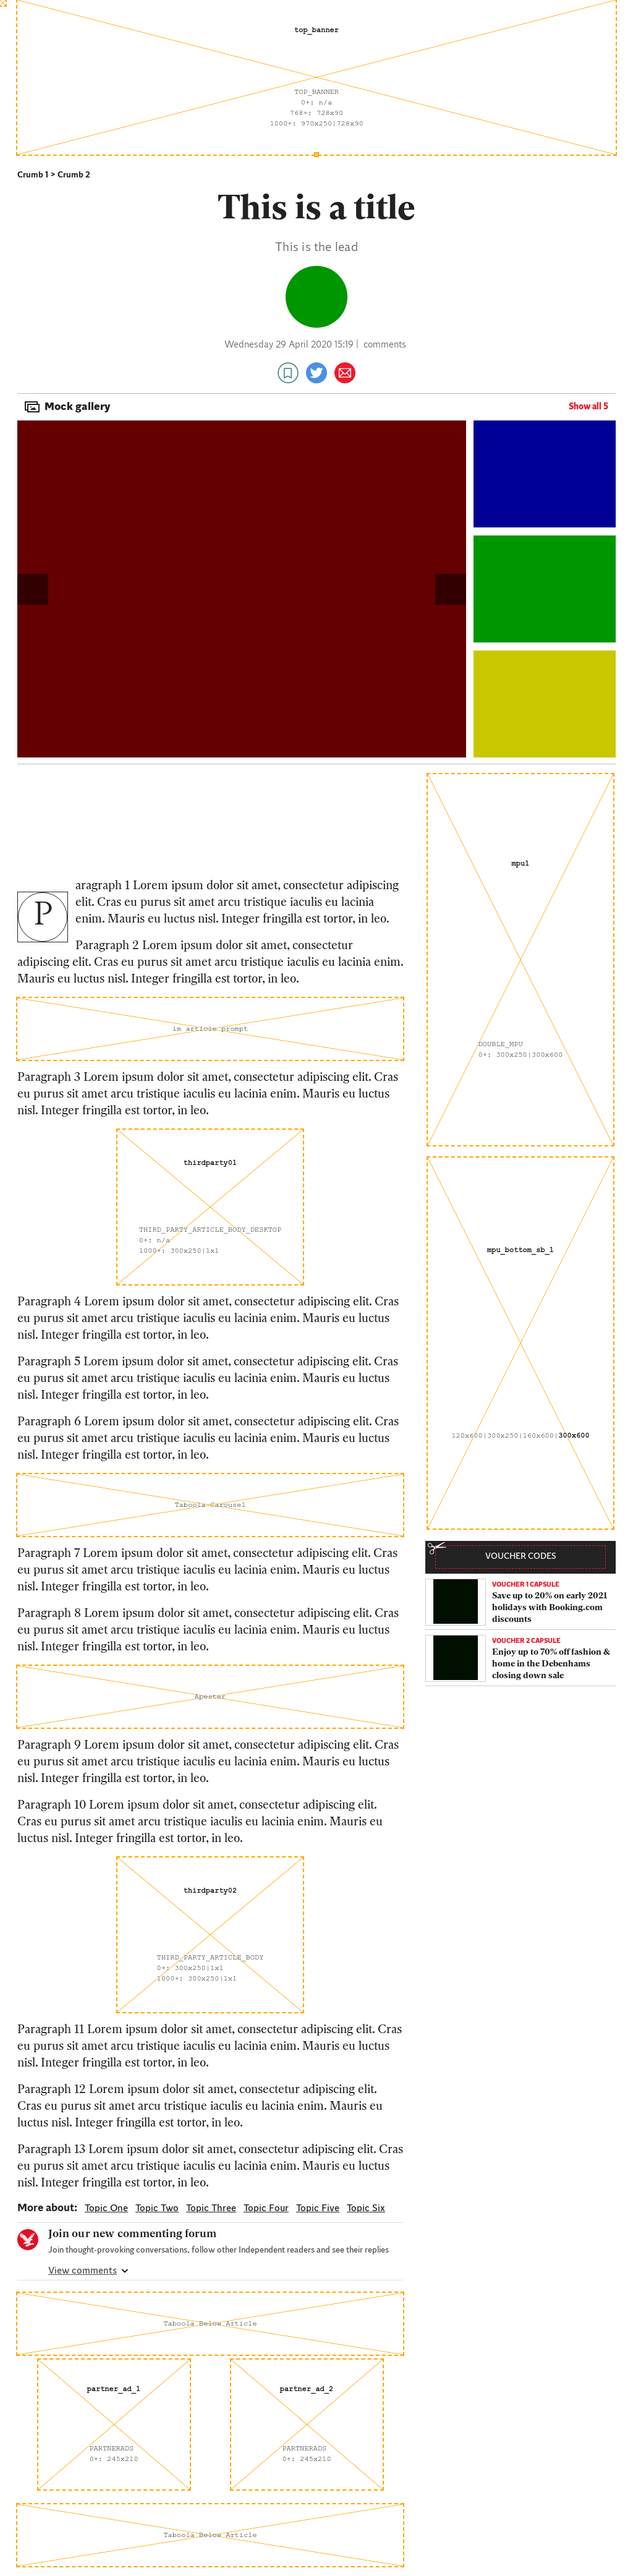 top_banner
TOP_BANNER
0+: n/a
768+: 728x90
1000+: 970x250|728x90
Crumb 1 > Crumb 2
This is a title
This is the lead
Wednesday 29 April 2020 15:19 | comments
Mock gallery
Show all 5
Paragraph 1 Lorem ipsum dolor sit amet, consectetur adipiscing
elit. Cras eu purus sit amet arcu tristique iaculis eu lacinia
enim. Mauris eu luctus nisl. Integer fringilla est tortor, in leo.
Paragraph 2 Lorem ipsum dolor sit amet, consectetur
adipiscing elit. Cras eu purus sit amet arcu tristique iaculis eu lacinia enim.
Mauris eu luctus nisl. Integer fringilla est tortor, in leo.
im article prompt
Paragraph 3 Lorem ipsum dolor sit amet, consectetur adipiscing elit. Cras
eu purus sit amet arcu tristique iaculis eu lacinia enim. Mauris eu luctus
nisl. Integer fringilla est tortor, in leo.
thirdparty01
THIRD_PARTY_ARTICLE_BODY_DESKTOP
0+: n/a
1000+: 300x250|1x1
Paragraph 4 Lorem ipsum dolor sit amet, consectetur adipiscing elit. Cras
eu purus sit amet arcu tristique iaculis eu lacinia enim. Mauris eu luctus
nisl. Integer fringilla est tortor, in leo.
Paragraph 5 Lorem ipsum dolor sit amet, consectetur adipiscing elit. Cras
eu purus sit amet arcu tristique iaculis eu lacinia enim. Mauris eu luctus
nisl. Integer fringilla est tortor, in leo.
Paragraph 6 Lorem ipsum dolor sit amet, consectetur adipiscing elit. Cras
eu purus sit amet arcu tristique iaculis eu lacinia enim. Mauris eu luctus
nisl. Integer fringilla est tortor, in leo.
Taboola Carousel
Paragraph 7 Lorem ipsum dolor sit amet, consectetur adipiscing elit. Cras
eu purus sit amet arcu tristique iaculis eu lacinia enim. Mauris eu luctus
nisl. Integer fringilla est tortor, in leo.
Paragraph 8 Lorem ipsum dolor sit amet, consectetur adipiscing elit. Cras
eu purus sit amet arcu tristique iaculis eu lacinia enim. Mauris eu luctus
nisl. Integer fringilla est tortor, in leo.
Apester
Paragraph 9 Lorem ipsum dolor sit amet, consectetur adipiscing elit. Cras
eu purus sit amet arcu tristique iaculis eu lacinia enim. Mauris eu luctus
nisl. Integer fringilla est tortor, in leo.
Paragraph 10 Lorem ipsum dolor sit amet, consectetur adipiscing elit.
Cras eu purus sit amet arcu tristique iaculis eu lacinia enim. Mauris eu
luctus nisl. Integer fringilla est tortor, in leo.
thirdparty02
THIRD_PARTY_ARTICLE_BODY
0+: 300x250|1x1
1000+: 300x250|1x1
Paragraph 11 Lorem ipsum dolor sit amet, consectetur adipiscing elit. Cras
eu purus sit amet arcu tristique iaculis eu lacinia enim. Mauris eu luctus
nisl. Integer fringilla est tortor, in leo.
Paragraph 12 Lorem ipsum dolor sit amet, consectetur adipiscing elit.
Cras eu purus sit amet arcu tristique iaculis eu lacinia enim. Mauris eu
luctus nisl. Integer fringilla est tortor, in leo.
Paragraph 13 Lorem ipsum dolor sit amet, consectetur adipiscing elit. Cras
eu purus sit amet arcu tristique iaculis eu lacinia enim. Mauris eu luctus
nisl. Integer fringilla est tortor, in leo.
More about: Topic One Topic Two Topic Three Topic Four Topic Five Topic Six
Join our new commenting forum
Join thought-provoking conversations, follow other Independent readers and see their replies
View comments
Taboola Below Article
partner_ad_1
PARTNERADS
0+: 245x210
partner_ad_2
PARTNERADS
0+: 245x210
Taboola Below Article
mpu1
DOUBLE_MPU
0+: 300x250|300x600
mpu_bottom_sb_1
120x600|300x250|160x600|300x600
VOUCHER CODES
VOUCHER 1 CAPSULE
Save up to 20% on early 2021
holidays with Booking.com
discounts
VOUCHER 2 CAPSULE
Enjoy up to 70% off fashion &
home in the Debenhams
closing down sale